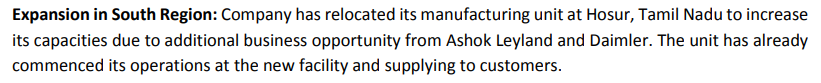 Expansion in South Region: Company has relocated its manufacturing unit at Hosur, Tamil Nadu to increase
its capacities due to additional business opportunity from Ashok Leyland and Daimler. The unit has already
commenced its operations at the new facility and supplying to customers.